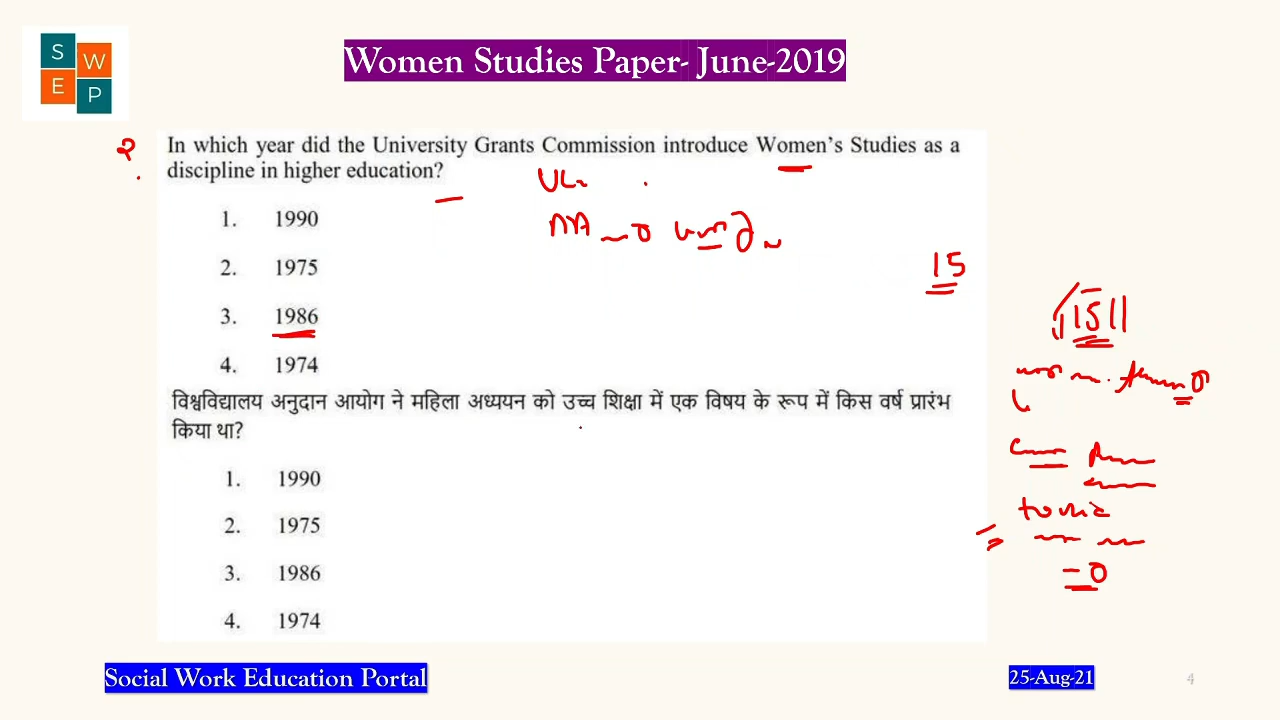 S W
E P
Women Studies Paper- June-2019
In which year did the University Grants Commission introduce Women's Studies as a
discipline in higher education?
1. 1990
2. 1975
15
3. 1986
1511
4. 1974
विश्वविद्यालय अनुदान आयोग ने महिला अध्ययन को उच्च शिक्षा में एक विषय के रूप में किस वर्ष प्रारंभ
किया था?
1. 1990
2. 1975
3. 1986
4. 1974
Social Work Education Portal
25-Aug-21
4